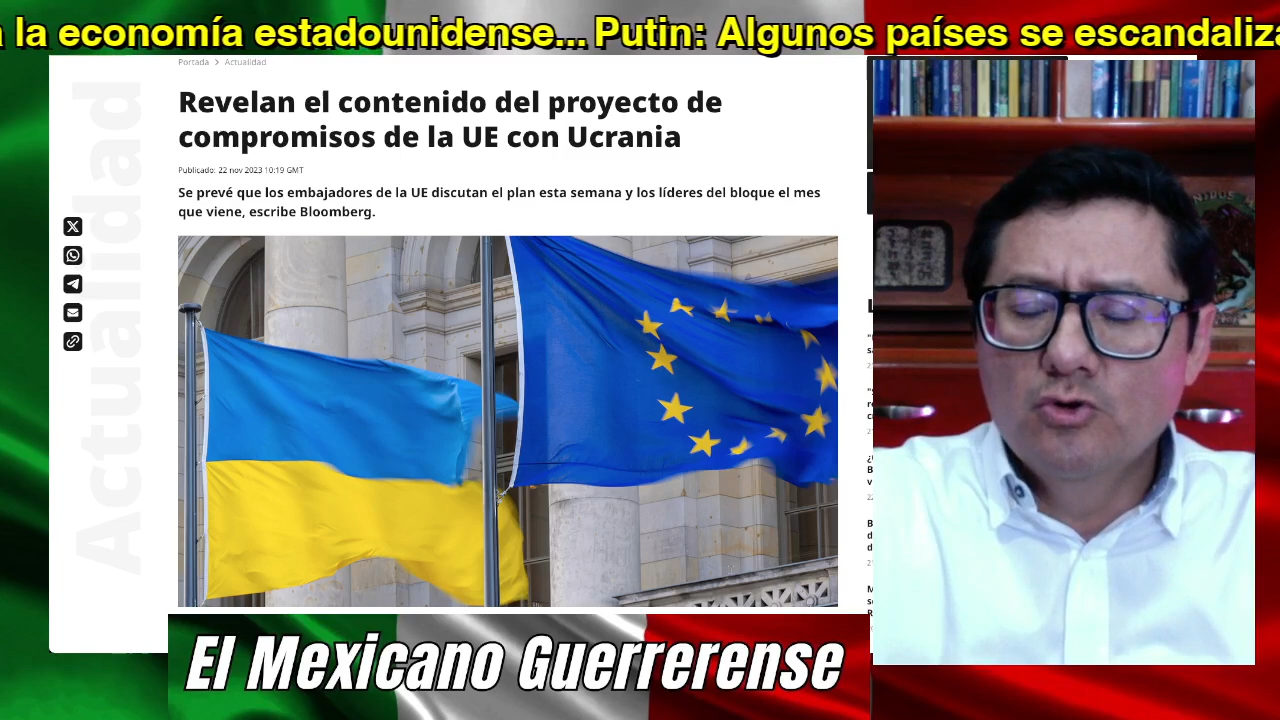 a la economía estadounidense... Putin: Algunos países se escandaliza
Portada > Actualidad
Revelan el contenido del proyecto de
compromisos de la UE con Ucrania
Publicado: 22 nov 2023 10:19 GMT
Se prevé que los embajadores de la UE discutan el plan esta semana y los líderes del bloque el mes
que viene, escribe Bloomberg.
Actualidad
El Mexicano Guerrerense